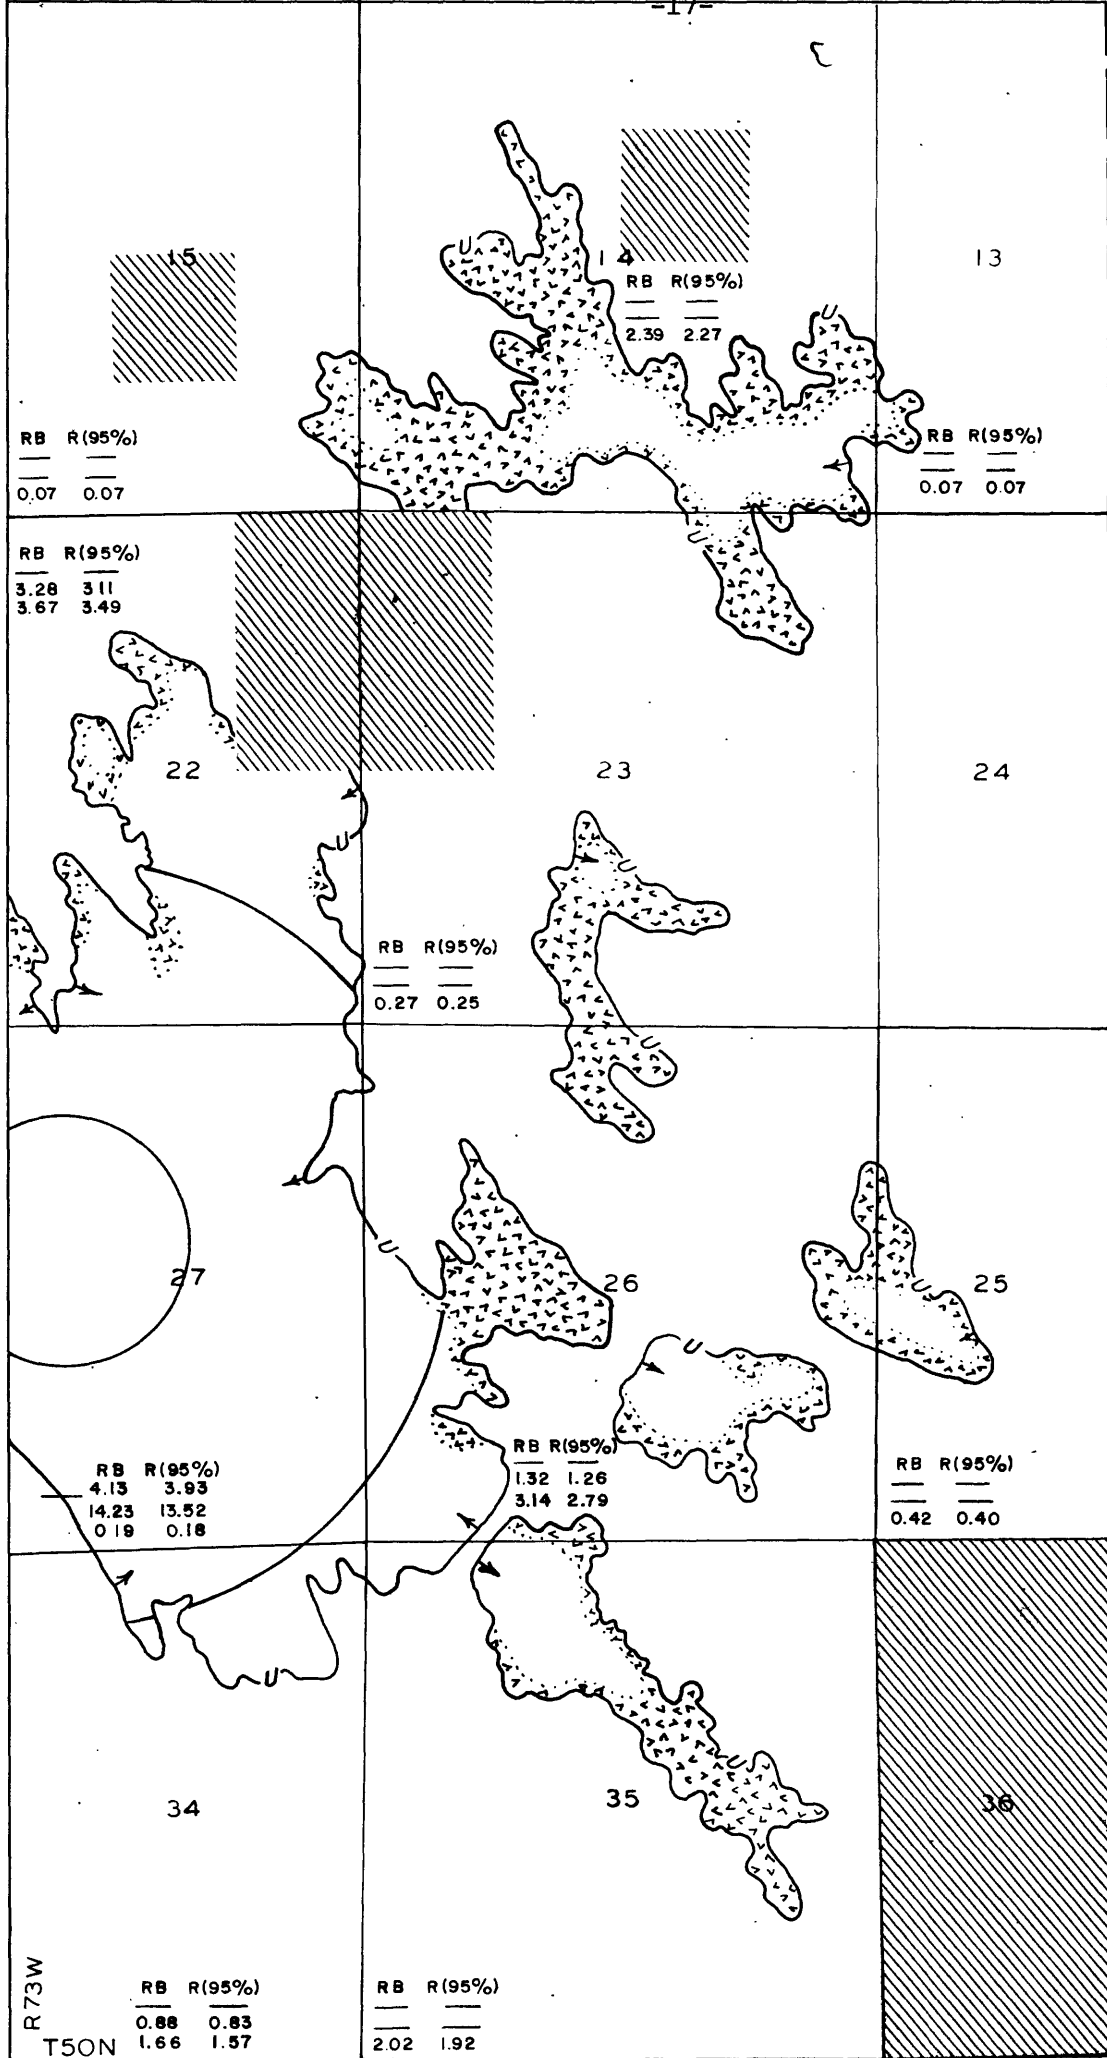 -17-
15
14
13
RB R(95%)
2.39 2.27
RB R(95%)
0.07 0.07
RB R(95%)
0.07 0.07
U
U
U
RB R(95%)
3.28 3.11
3.67 3.49
22
23
24
U
U
RB R(95%)
0.27 0.25
U
U
27
26
25
U
U
RB R(95%)
4.13 3.93
14.23 13.52
0.19 0.18
RB R(95%)
1.32 1.26
3.14 2.79
RB R(95%)
0.42 0.40
U
U
34
35
36
R73W
T50N
RB R(95%)
0.88 0.83
1.66 1.57
RB R(95%)
2.02 1.92